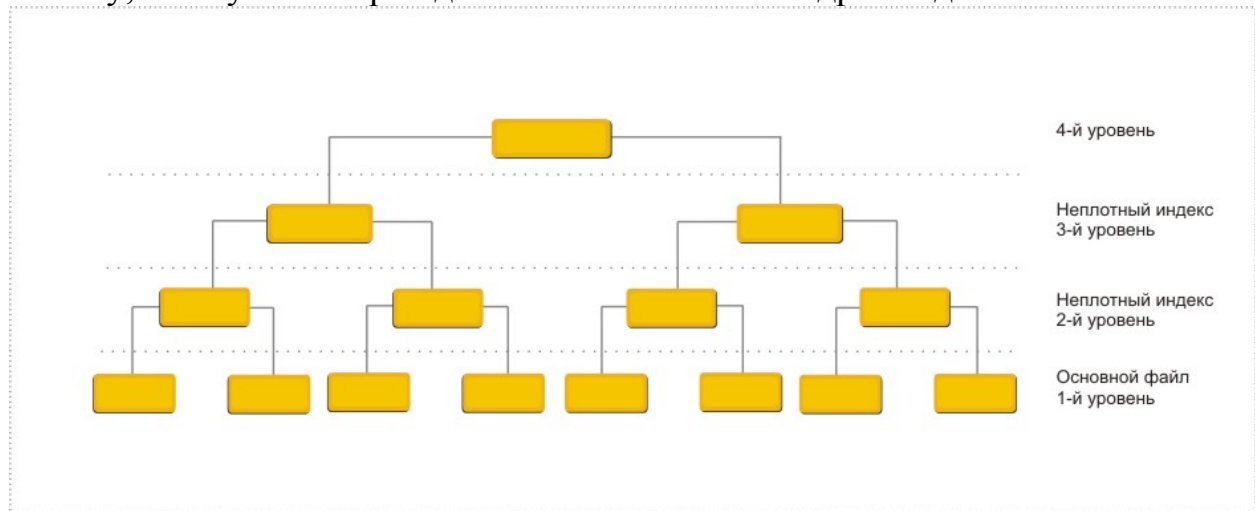 4-й уровень
Неплотный индекс
3-й уровень
Неплотный индекс
2-й уровень
Основной файл
1-й уровень